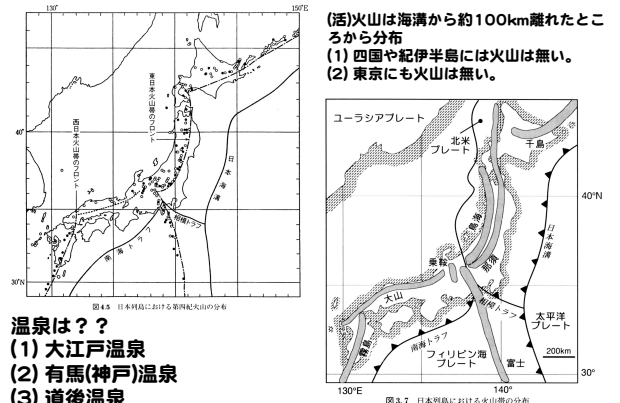 130°
150°E
東日本火山帯のフロント
西日本火山帯のフロント
40°
日本海溝
相模トラフ
南海トラフ
30°N
図4.5 日本列島における第四紀火山の分布
温泉は？？
(1) 大江戸温泉
(2) 有馬(神戸)温泉
(3) 道後温泉
(活)火山は海溝から約100km離れたとこ
ろから分布
(1) 四国や紀伊半島には火山は無い。
(2) 東京にも火山は無い。
ユーラシアプレート
北米
プレート
千島
40°N
鳥海
那須
日本海溝
乗鞍
大山
相模トラフ
太平洋
プレート
霧島
南海トラフ
フィリピン海
プレート
富士
200km
30°
130°E
140°
図3.7 日本列島における火山帯の分布